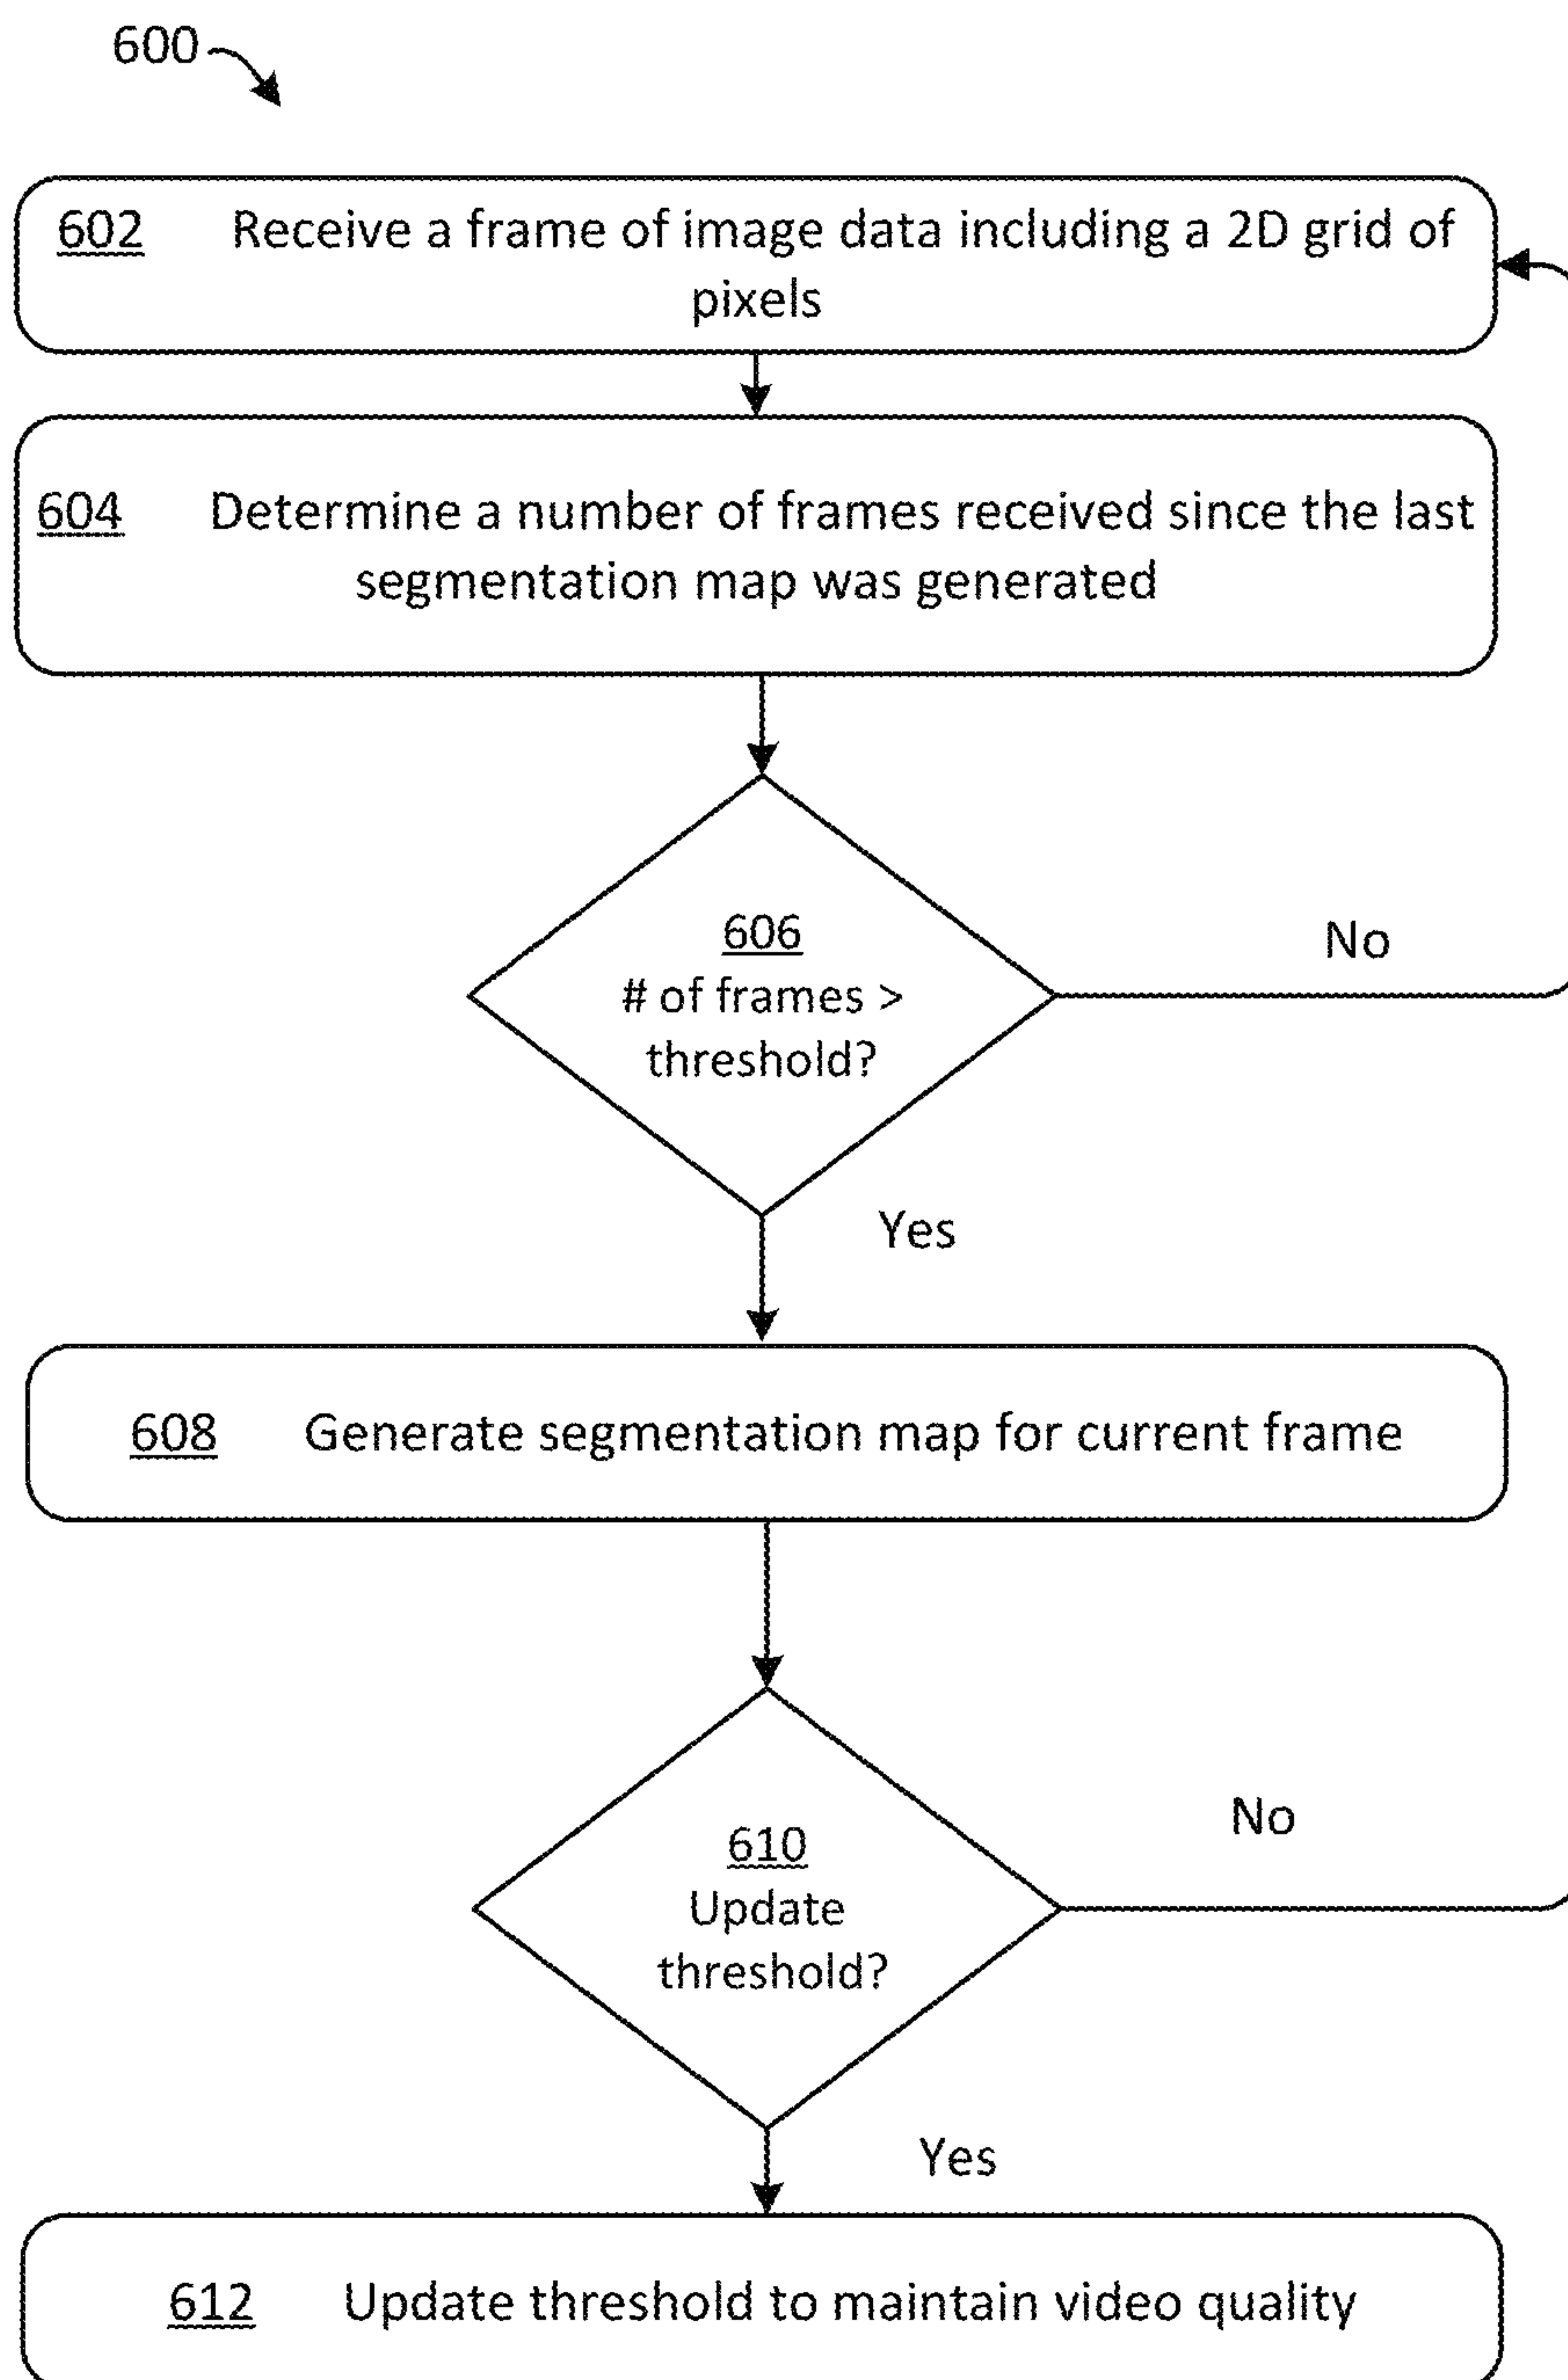 600
602 Receive a frame of image data including a 2D grid of
pixels
604 Determine a number of frames received since the last
segmentation map was generated
606
# of frames >
threshold?
No
Yes
608 Generate segmentation map for current frame
610
Update
threshold?
No
Yes
612 Update threshold to maintain video quality